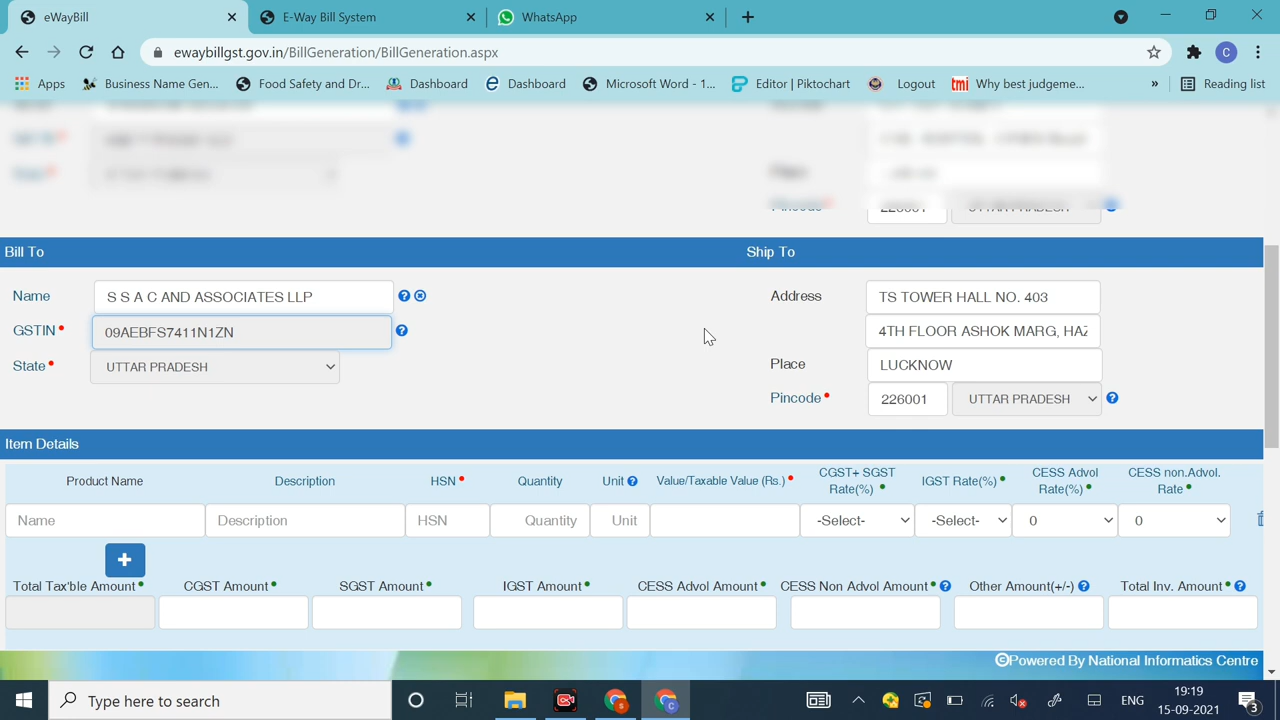 eWayBill
E-Way Bill System
WhatsApp
ewaybillgst.gov.in/BillGeneration/BillGeneration.aspx
C
Apps
Business Name Gen...
Food Safety and Dr...
Dashboard
Dashboard
Microsoft Word - 1...
Editor | Piktochart
Logout
tmi
Why best judgeme...
»
Reading list
Bill To
Ship To
Name
S S A C AND ASSOCIATES LLP
GSTIN
09AEBFS7411N1ZN
State
UTTAR PRADESH
Address
TS TOWER HALL NO. 403
4TH FLOOR ASHOK MARG, HAZ
Place
LUCKNOW
Pincode
226001
UTTAR PRADESH
Item Details
Product Name
Description
HSN
Quantity
Unit
Value/Taxable Value (Rs.)
CGST+ SGST
Rate(%)
IGST Rate(%)
CESS Advol
Rate(%)
CESS non.Advol.
Rate
Name
Description
HSN
Quantity
Unit
-Select-
-Select-
0
0
+
Total Tax'ble Amount
CGST Amount
SGST Amount
IGST Amount
CESS Advol Amount
CESS Non Advol Amount
Other Amount(+/-)
Total Inv. Amount
©Powered By National Informatics Centre
Type here to search
ENG
19:19
15-09-2021
3